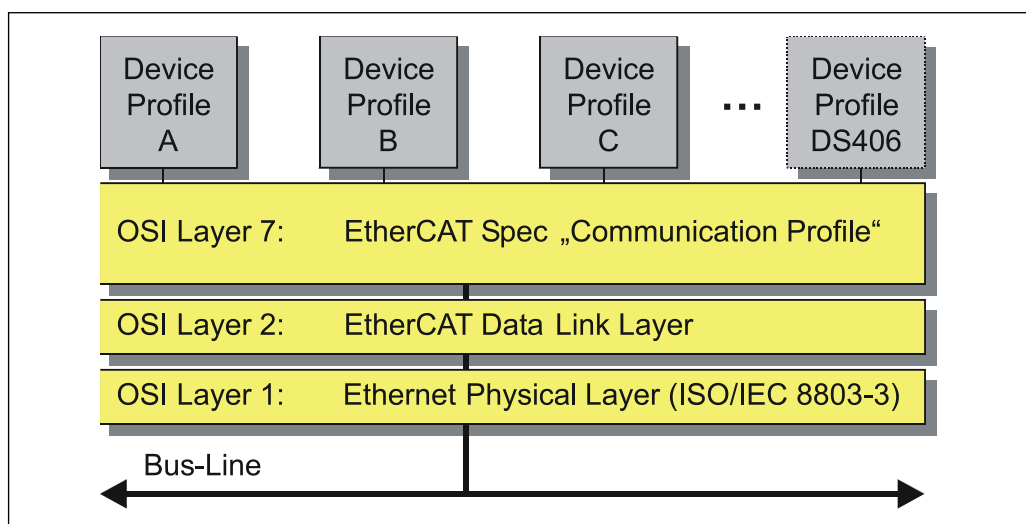 Device Profile A
Device Profile B
Device Profile C
...
Device Profile DS406
OSI Layer 7: EtherCAT Spec „Communication Profile“
OSI Layer 2: EtherCAT Data Link Layer
OSI Layer 1: Ethernet Physical Layer (ISO/IEC 8803-3)
Bus-Line